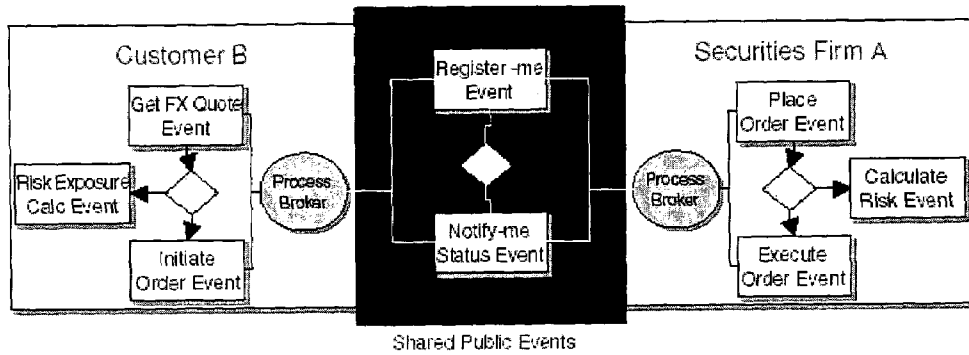 Customer B
Get FX Quote
Event
Risk Exposure
Calc Event
Initiate
Order Event
Process
Broker
Register -me
Event
Notify-me
Status Event
Shared Public Events
Securities Firm A
Process
Broker
Place
Order Event
Calculate
Risk Event
Execute
Order Event